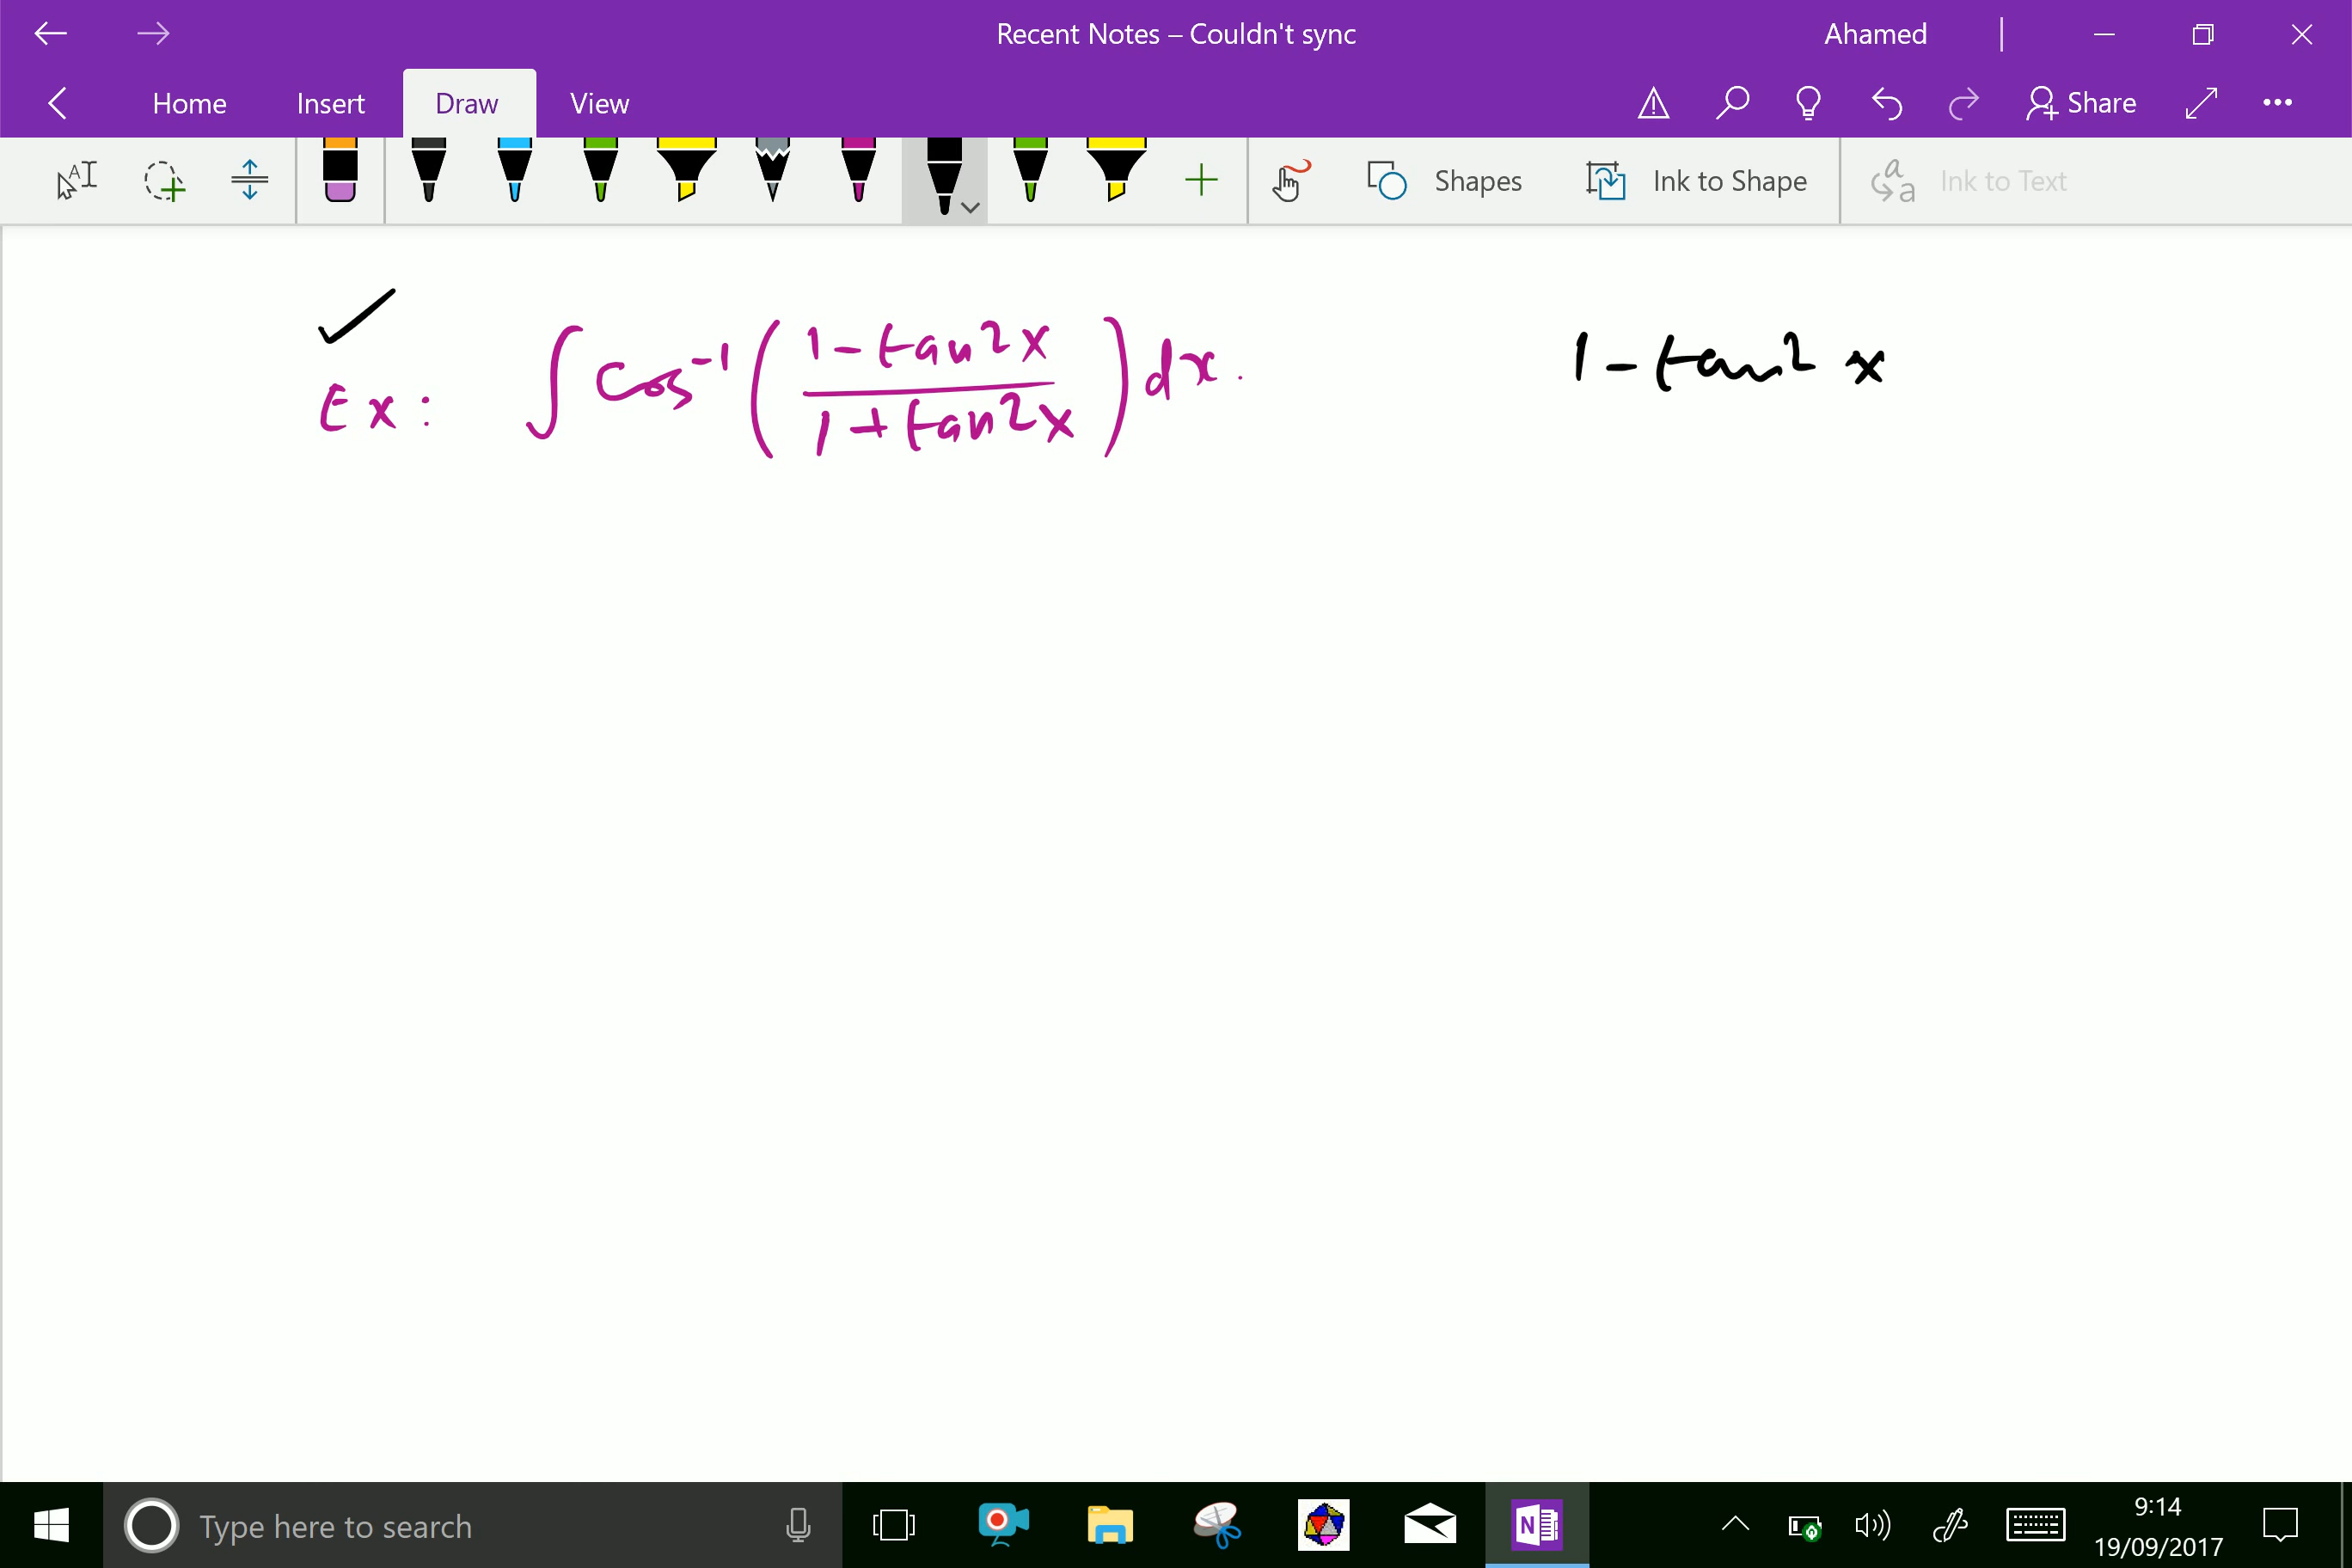 Recent Notes – Couldn't sync
Ahamed
Home Insert Draw View
Share
Shapes Ink to Shape Ink to Text
Ex: ∫ Cos⁻¹ ( (1 - tan²x) / (1 + tan²x) ) dx.
1 - tan² x
Type here to search
9:14
19/09/2017